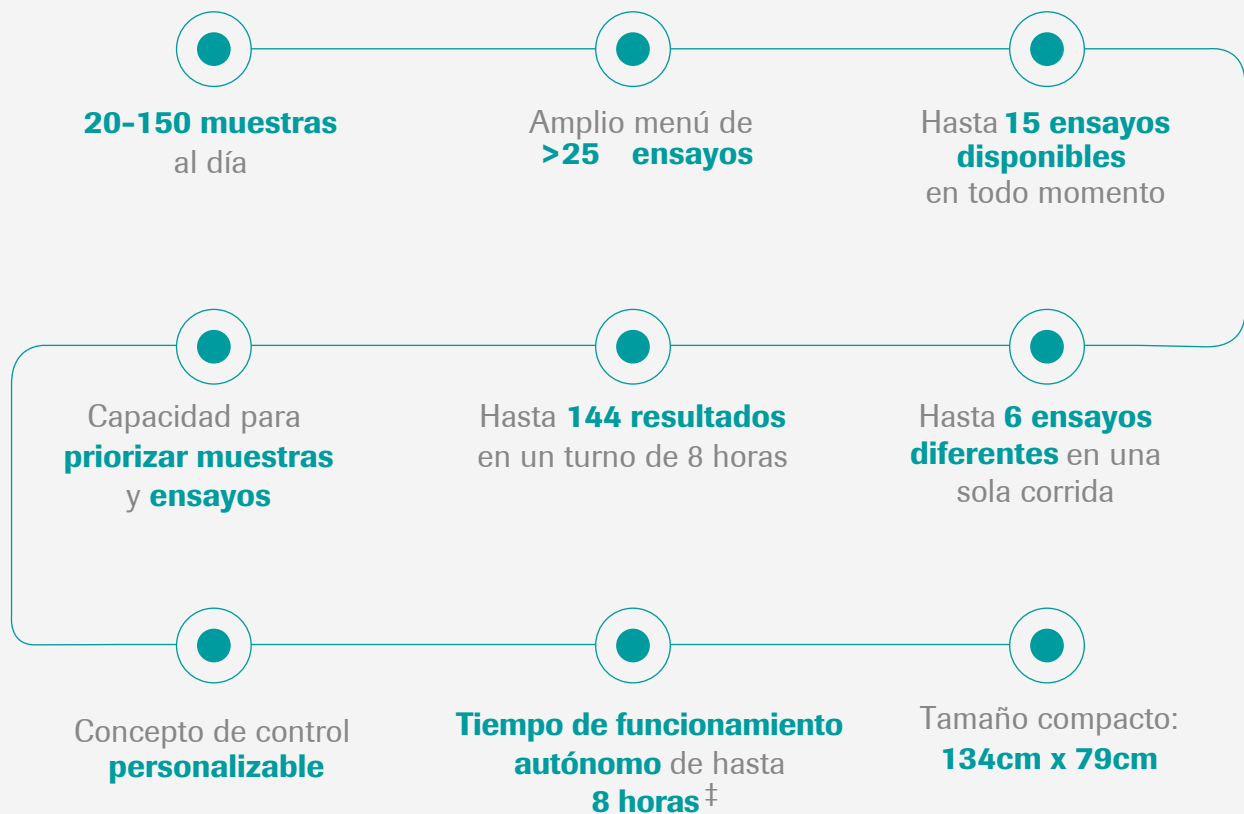 20-150 muestras
al día
Amplio menú de
>25 ensayos
Hasta 15 ensayos
disponibles
en todo momento
Capacidad para
priorizar muestras
y ensayos
Hasta 144 resultados
en un turno de 8 horas
Hasta 6 ensayos
diferentes en una
sola corrida
Concepto de control
personalizable
Tiempo de funcionamiento
autónomo de hasta
8 horas ‡
Tamaño compacto:
134cm x 79cm